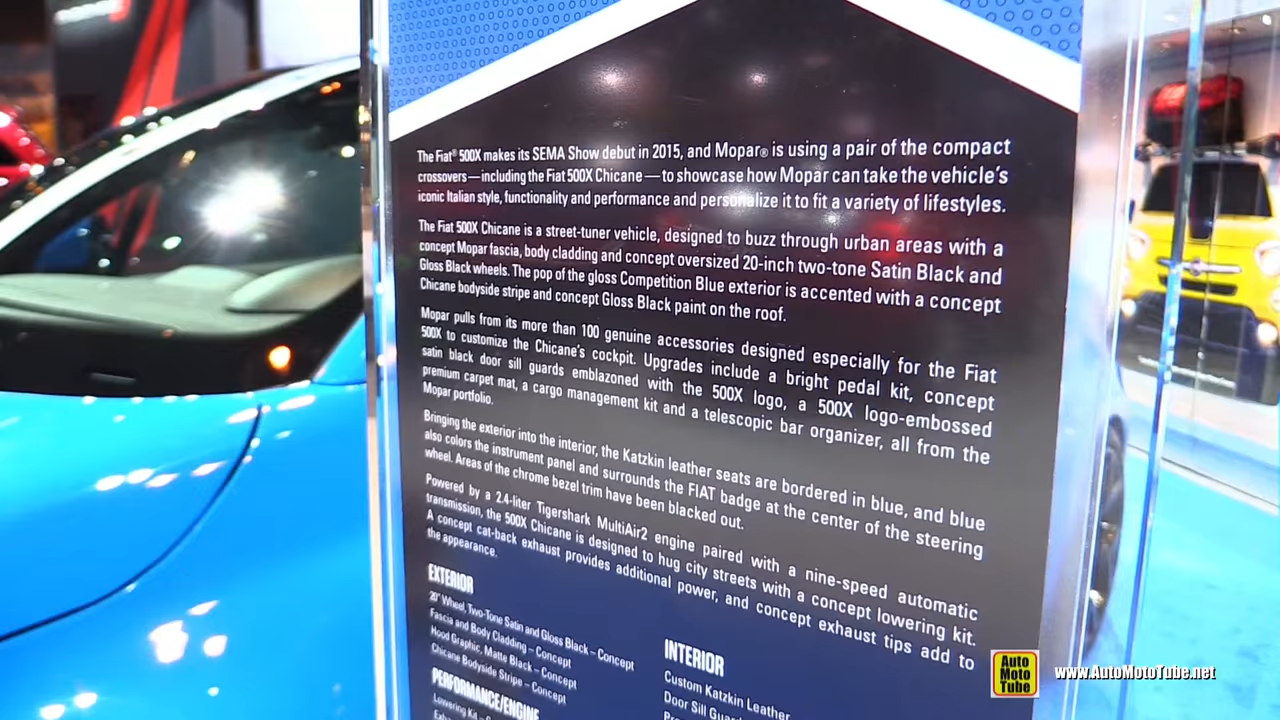 The Fiat® 500X makes its SEMA Show debut in 2015, and Mopar® is using a pair of the compact
crossovers — including the Fiat 500X Chicane — to showcase how Mopar can take the vehicle's
iconic Italian style, functionality and performance and personalize it to fit a variety of lifestyles.
The Fiat 500X Chicane is a street-tuner vehicle, designed to buzz through urban areas with a
concept Mopar fascia, body cladding and concept oversized 20-inch two-tone Satin Black and
Gloss Black wheels. The pop of the gloss Competition Blue exterior is accented with a concept
Chicane bodyside stripe and concept Gloss Black paint on the roof.
Mopar pulls from its more than 100 genuine accessories designed especially for the Fiat
500X to customize the Chicane's cockpit. Upgrades include a bright pedal kit, concept
satin black door sill guards emblazoned with the 500X logo, a 500X logo-embossed
premium carpet mat, a cargo management kit and a telescopic bar organizer, all from the
Mopar portfolio.
Bringing the exterior into the interior, the Katzkin leather seats are bordered in blue, and blue
also colors the instrument panel and surrounds the FIAT badge at the center of the steering
wheel. Areas of the chrome bezel trim have been blacked out.
Powered by a 2.4-liter Tigershark MultiAir2 engine paired with a nine-speed automatic
transmission, the 500X Chicane is designed to hug city streets with a concept lowering kit.
A concept cat-back exhaust provides additional power, and concept exhaust tips add to
the appearance.
EXTERIOR
20" Wheel, Two-Tone Satin and Gloss Black – Concept
Fascia and Body Cladding – Concept
Hood Graphic, Matte Black – Concept
Chicane Bodyside Stripe – Concept
PERFORMANCE/ENGINE
Lowering Kit –
INTERIOR
Custom Katzkin Leather
Door Sill
Auto
Moto
Tube
www.AutoMotoTube.net